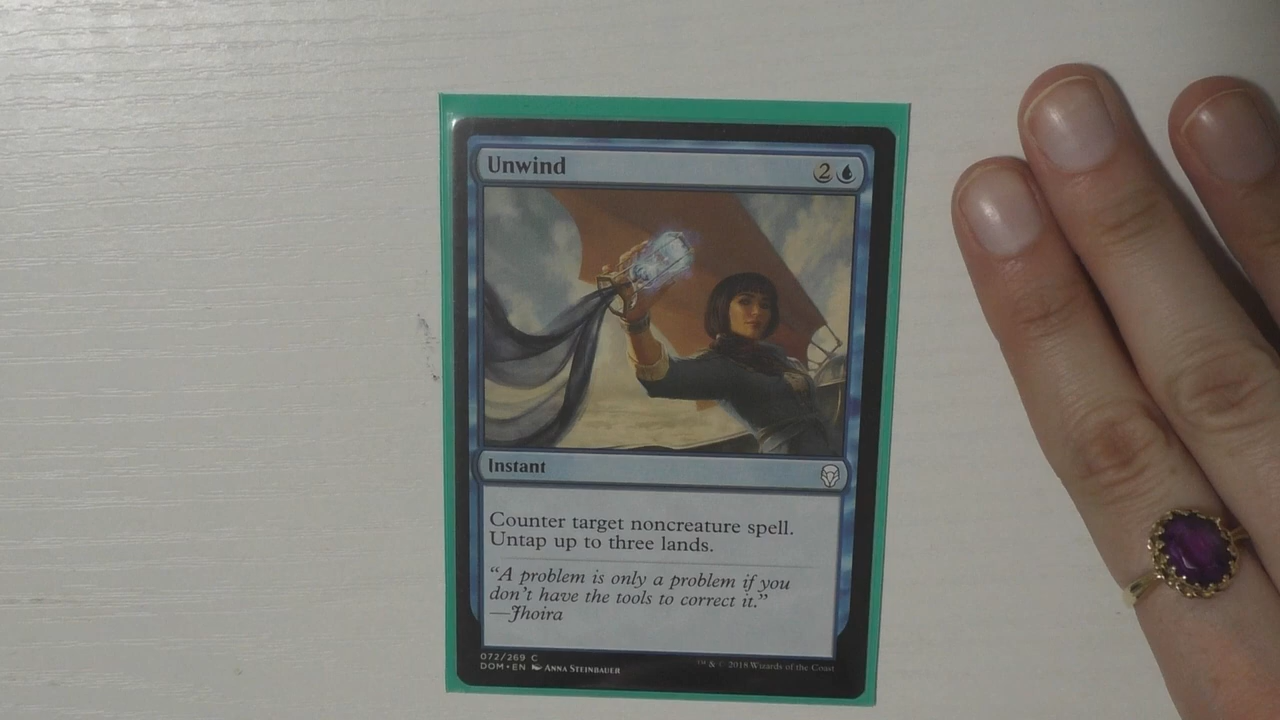 Unwind 2
Instant
Counter target noncreature spell.
Untap up to three lands.
“A problem is only a problem if you
don’t have the tools to correct it.”
—Jhoira
072/269 C
DOM • EN Anna Steinbauer
™ & © 2018 Wizards of the Coast